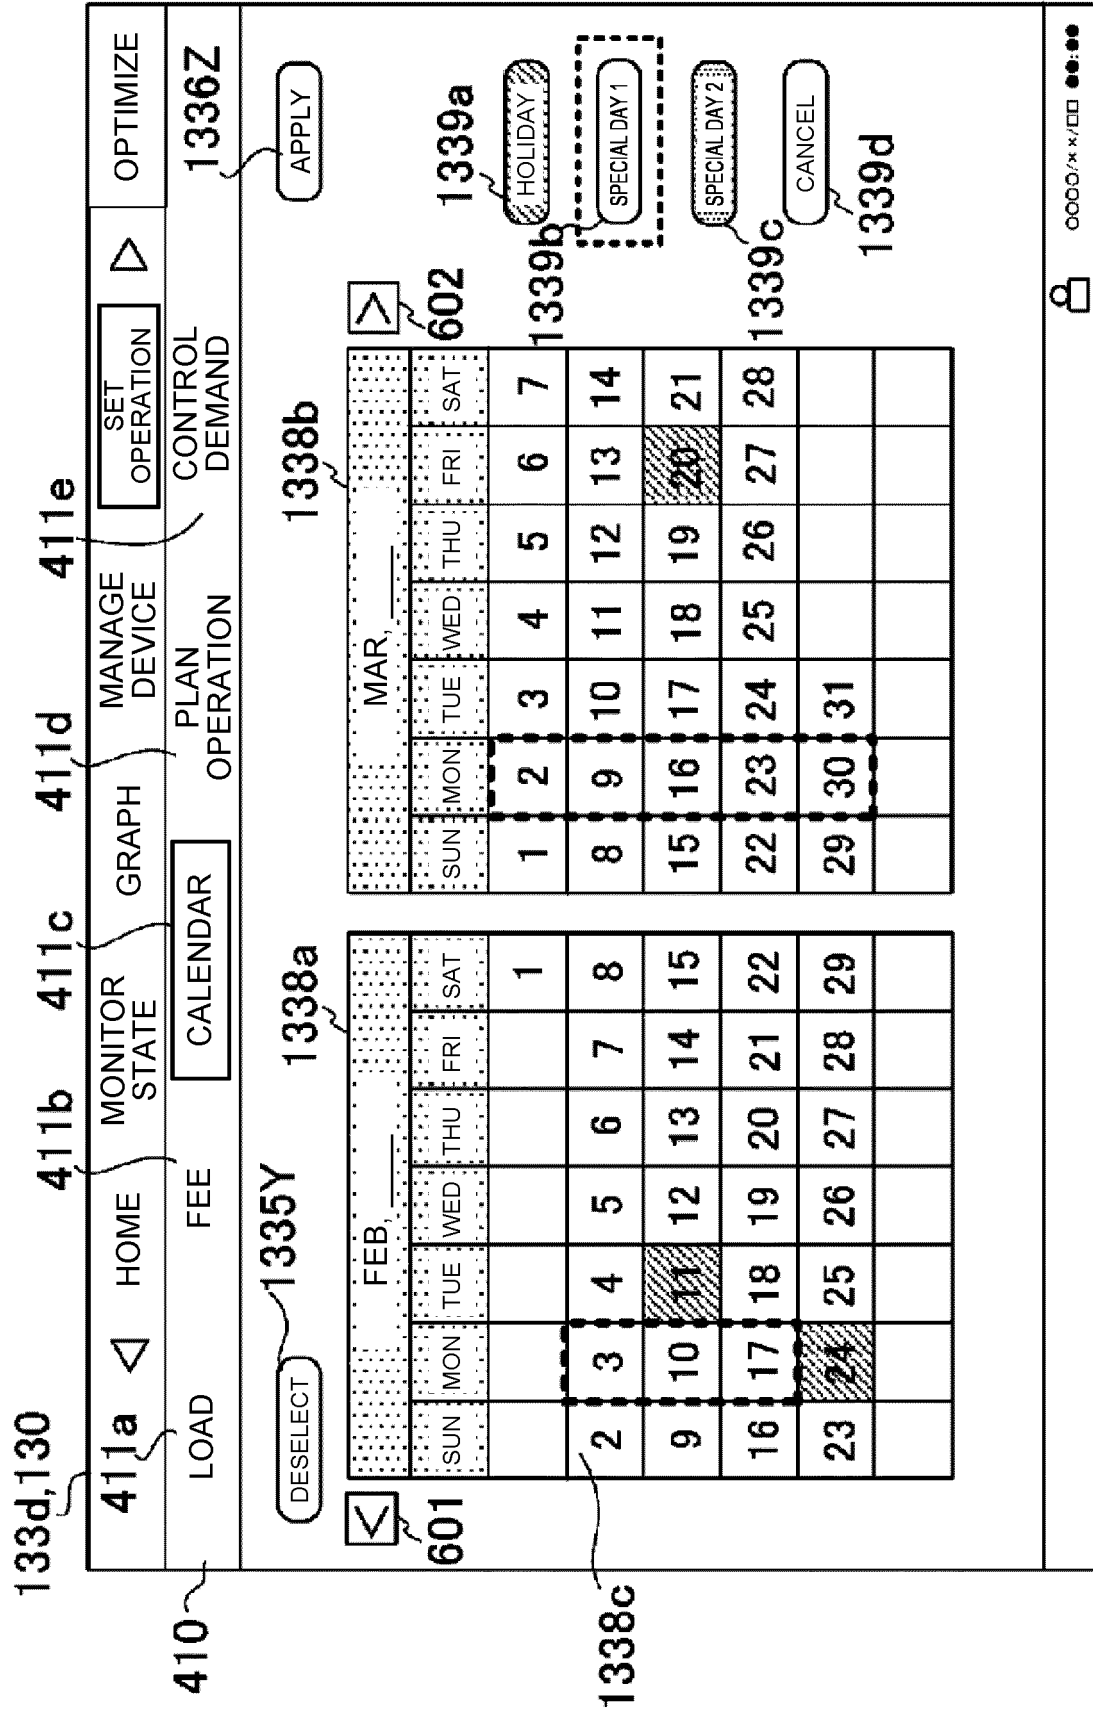 133d,130
411a
411b
411c
411d
411e
410
HOME
MONITOR
STATE
GRAPH
MANAGE
DEVICE
SET
OPERATION
OPTIMIZE
LOAD
FEE
CALENDAR
PLAN
OPERATION
CONTROL
DEMAND
1336Z
DESELECT
1335Y
APPLY
601
<
1338a
1338b
>
602
FEB, ___
SUN MON TUE WED THU FRI SAT
1
2 3 4 5 6 7 8
9 10 11 12 13 14 15
16 17 18 19 20 21 22
23 24 25 26 27 28 29
1338c
MAR, ___
SUN MON TUE WED THU FRI SAT
1 2 3 4 5 6 7
8 9 10 11 12 13 14
15 16 17 18 19 20 21
22 23 24 25 26 27 28
29 30 31
1339a
HOLIDAY
1339b
SPECIAL DAY 1
1339c
SPECIAL DAY 2
CANCEL
1339d
○○○○/××/□□ ●●:●●